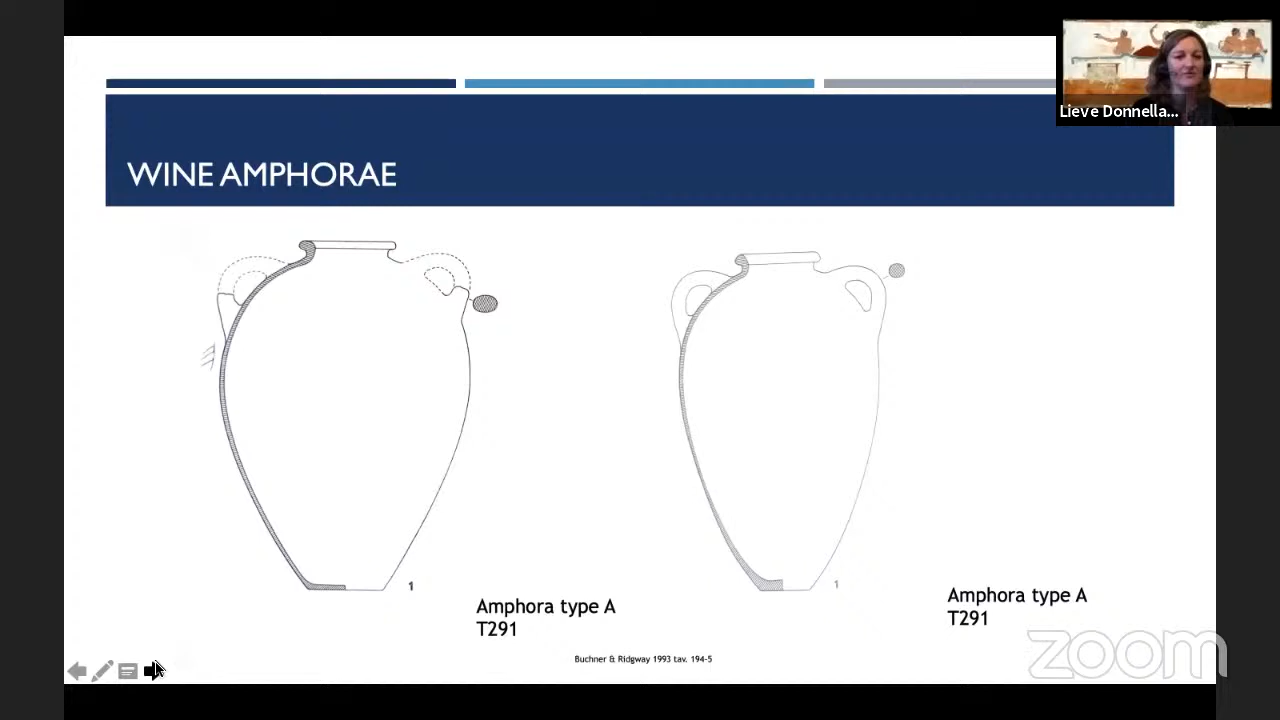 Lieve Donnella...
WINE AMPHORAE
1
Amphora type A
T291
1
Amphora type A
T291
Buchner & Ridgway 1993 tav. 194-5
zoom